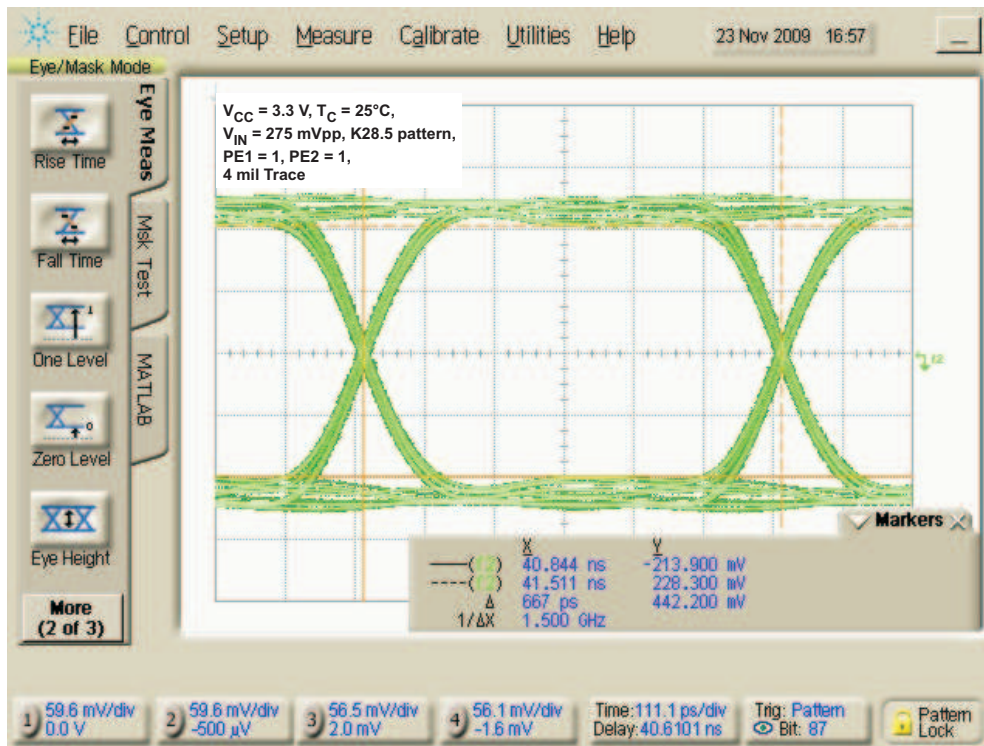 File Control Setup Measure Calibrate Utilities Help 23 Nov 2009 16:57
Eye/Mask Mode
Eye Meas
Msk Test
MATLAB
Rise Time
Fall Time
One Level
Zero Level
Eye Height
More
(2 of 3)
VCC = 3.3 V, TC = 25°C,
VIN = 275 mVpp, K28.5 pattern,
PE1 = 1, PE2 = 1,
4 mil Trace
Markers
X Y
——( f2 ) 40.844 ns -213.900 mV
----( f2 ) 41.511 ns 228.300 mV
Δ 667 ps 442.200 mV
1/ΔX 1.500 GHz
1) 59.6 mV/div
0.0 V
2) 59.6 mV/div
-500 µV
3) 56.5 mV/div
2.0 mV
4) 56.1 mV/div
-1.6 mV
Time:111.1 ps/div
Delay:40.6101 ns
Trig: Pattern
Bit: 87
Pattern
Lock